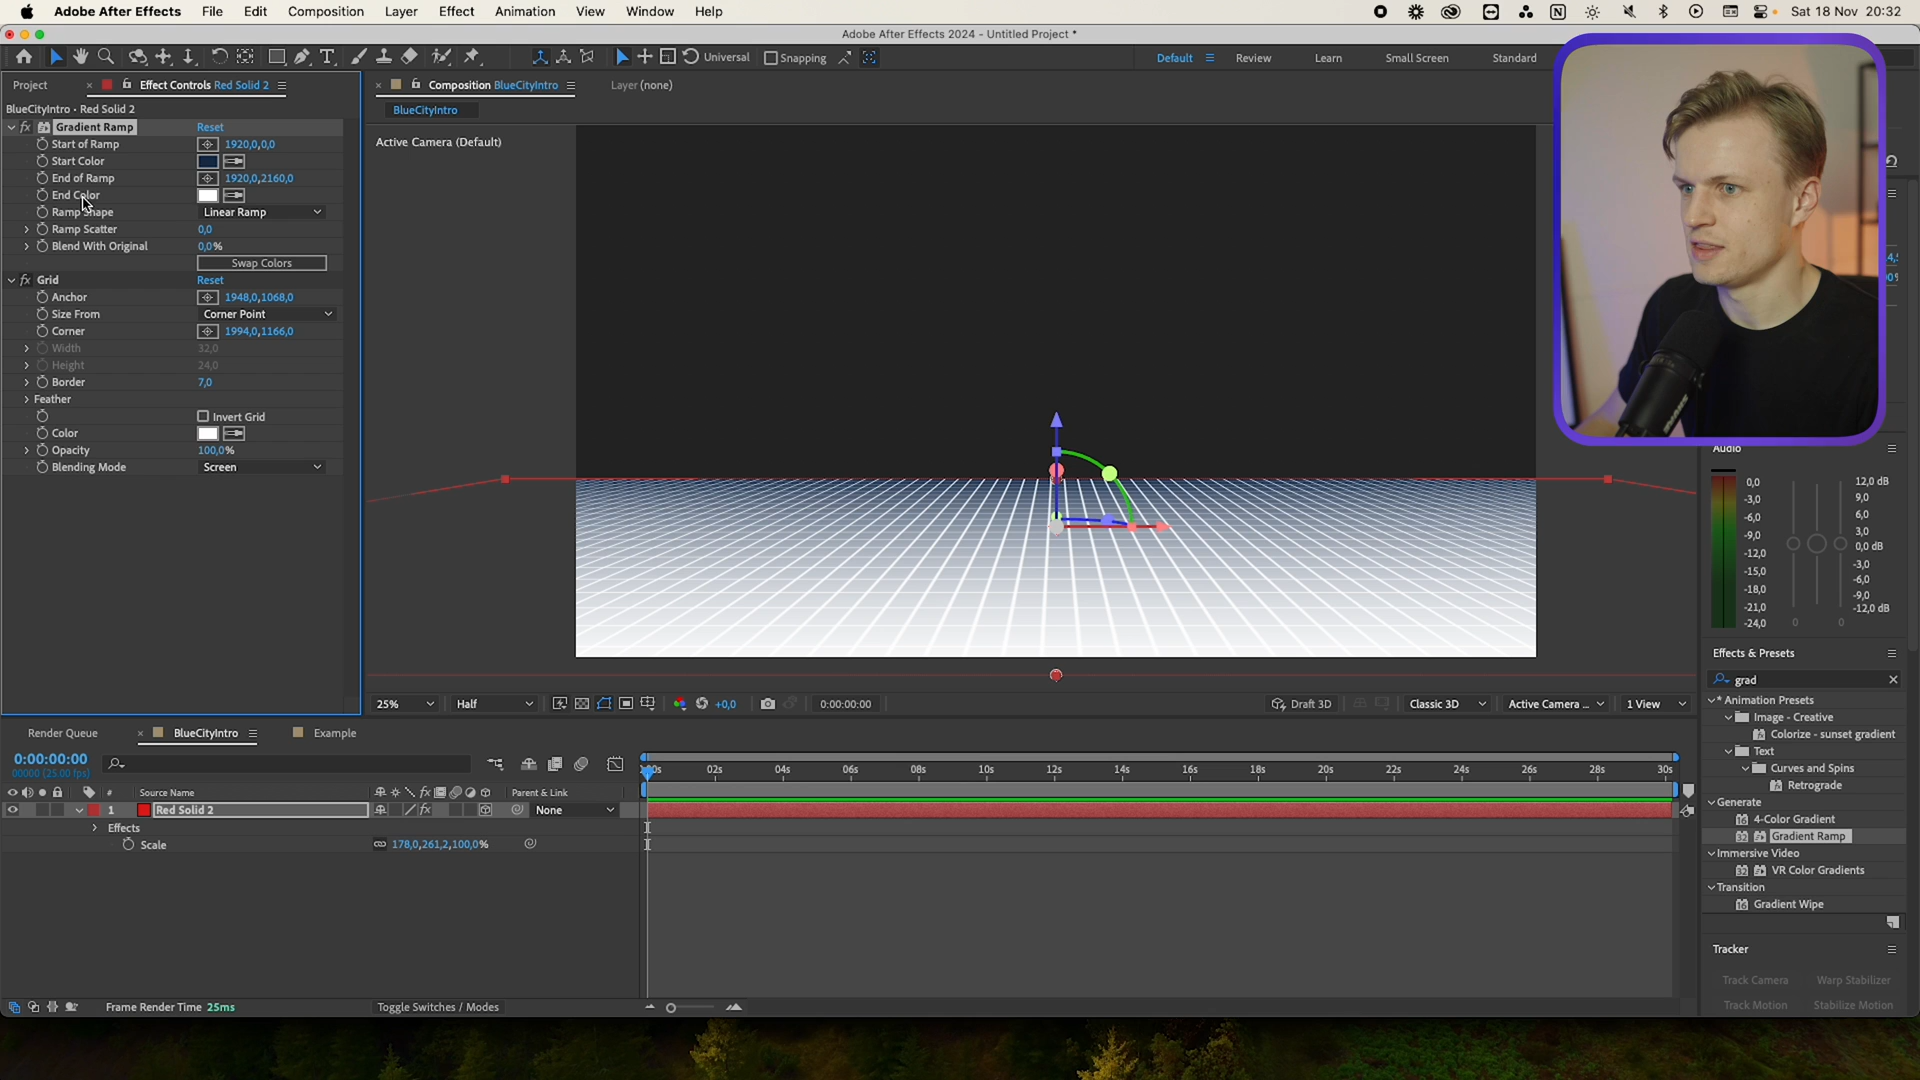 Adobe After Effects File Edit Composition Layer Effect Animation View Window Help Sat 18 Nov 20:32
Adobe After Effects 2024 - Untitled Project *
Universal Snapping Default Review Learn Small Screen Standard
Project Effect Controls Red Solid 2 Composition BlueCityIntro Layer (none)
BlueCityIntro • Red Solid 2
BlueCityIntro
fx Gradient Ramp Reset
Start of Ramp 1920,0,0,0
Start Color
End of Ramp 1920,0,2160,0
End Color
Ramp Shape Linear Ramp
Ramp Scatter 0,0
Blend With Original 0,0%
Swap Colors
fx Grid Reset
Anchor 1948,0,1068,0
Size From Corner Point
Corner 1994,0,1166,0
Width 32,0
Height 24,0
Border 7,0
Feather
Invert Grid
Color
Opacity 100,0%
Blending Mode Screen
Active Camera (Default)
25% Half +0,0 0:00:00:00 Draft 3D Classic 3D Active Camera ... 1 View
Audio
0,0
-3,0
-6,0
-9,0
-12,0
-15,0
-18,0
-21,0
-24,0
12,0 dB
9,0
6,0
3,0
0,0 dB
-3,0
-6,0
-9,0
-12,0 dB
0 0
Effects & Presets
grad
* Animation Presets
Image - Creative
Colorize - sunset gradient
Text
Curves and Spins
Retrograde
Generate
4-Color Gradient
Gradient Ramp
Immersive Video
VR Color Gradients
Transition
Gradient Wipe
Tracker
Track Camera Warp Stabilizer
Track Motion Stabilize Motion
Render Queue BlueCityIntro Example
0:00:00:00
00000 (25.00 fps)
02s 04s 06s 08s 10s 12s 14s 16s 18s 20s 22s 24s 26s 28s 30s
# Source Name fx Parent & Link
1 Red Solid 2 fx None
Effects
Scale 178,0,261,2,100,0%
Frame Render Time 25ms Toggle Switches / Modes